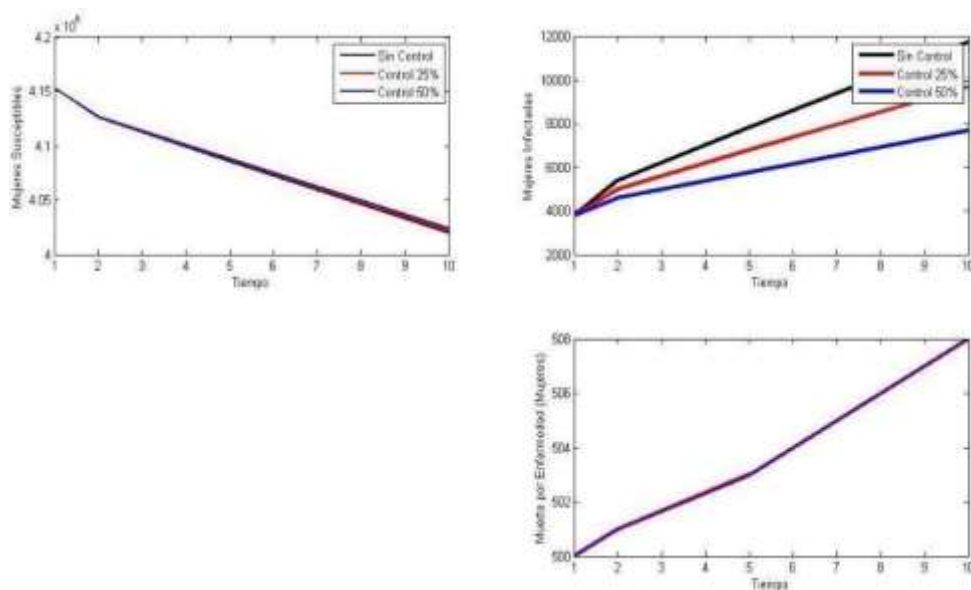 x 10⁶
4.2
4.15
4.1
4.05
4
Mujeres Susceptibles
1 2 3 4 5 6 7 8 9 10
Tiempo
Sin Control
Control 25%
Control 50%
12000
10000
8000
6000
4000
2000
Mujeres Infectadas
1 2 3 4 5 6 7 8 9 10
Tiempo
Sin Control
Control 25%
Control 50%
508
506
504
502
500
Muerte por Enfermedad (Mujeres)
1 2 3 4 5 6 7 8 9 10
Tiempo